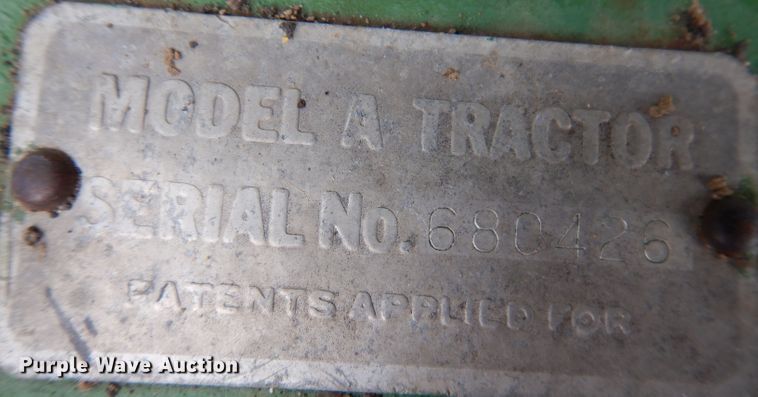 MODEL A TRACTOR
SERIAL No. 680426
PATENTS APPLIED FOR
Purple Wave Auction